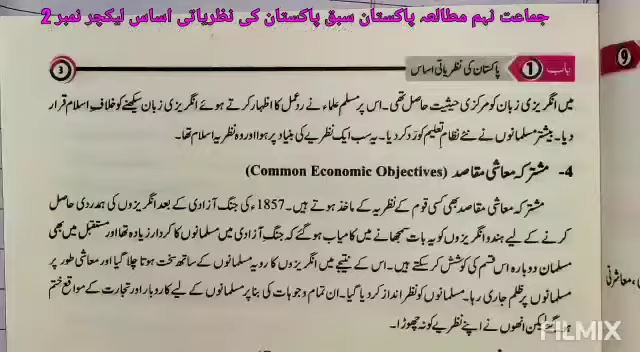 جماعت نہم مطالعہ پاکستان سبق پاکستان کی نظریاتی اساس لیکچر نمبر 2
باب 1 پاکستان کی نظریاتی اساس 3
9
میں انگریزی زبان کو مرکزی حیثیت حاصل تھی۔ اس پر مسلم علماء نے ردِعمل کا اظہار کرتے ہوئے انگریزی زبان سیکھنے کو خلافِ اسلام قرار
دیا۔ بیشتر مسلمانوں نے نئے نظامِ تعلیم کو رَد کر دیا۔ یہ سب ایک نظریے کی بنیاد پر ہوا اور وہ نظریہ اسلام تھا۔
4- مشترکہ معاشی مقاصد (Common Economic Objectives)
مشترکہ معاشی مقاصد بھی کسی قوم کے نظریہ کے ماخذ ہوتے ہیں۔ 1857ء کی جنگِ آزادی کے بعد انگریزوں کی ہمدردی حاصل
کرنے کے لیے ہندو انگریزوں کو یہ بات سمجھانے میں کامیاب ہو گئے کہ جنگِ آزادی میں مسلمانوں کا کردار زیادہ تھا اور مستقبل میں بھی
مسلمان دوبارہ اس قسم کی کوشش کر سکتے ہیں۔ اس کے نتیجے میں انگریزوں کا رویہ مسلمانوں کے ساتھ سخت ہوتا چلا گیا اور معاشی طور پر
مسلمانوں پر ظلم جاری رہا۔ مسلمانوں کو نظر انداز کر دیا گیا۔ ان تمام وجوہات کی بنا پر مسلمانوں کے لیے کاروبار اور تجارت کے مواقع ختم
ہو گئے لیکن انھوں نے اپنے نظریے کو نہ چھوڑا۔
FILMIX